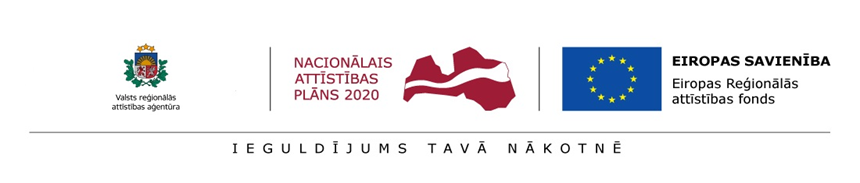 Valsts reģionālās
attīstības aģentūra
NACIONĀLAIS
ATTĪSTĪBAS
PLĀNS 2020
EIROPAS SAVIENĪBA
Eiropas Reģionālās
attīstības fonds
IEGULDĪJUMS TAVĀ NĀKOTNĒ